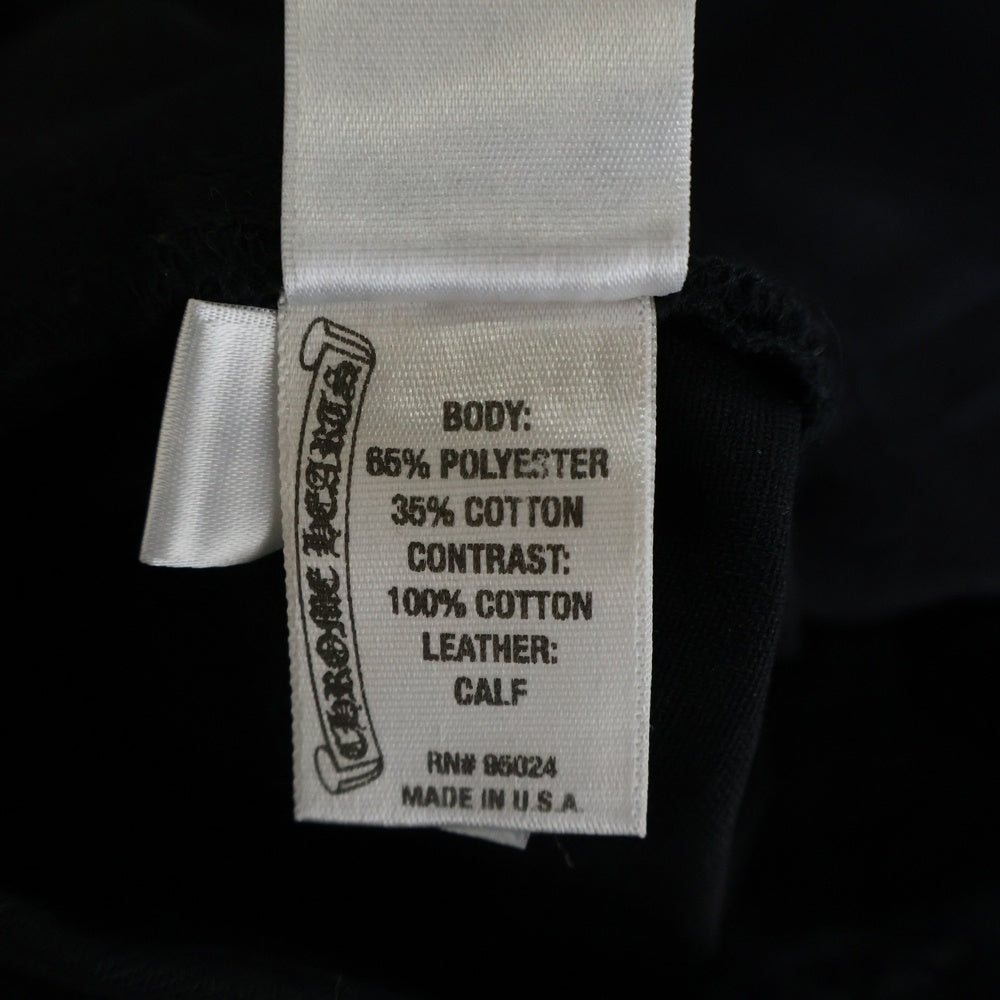 CHROME HEARTS
BODY:
65% POLYESTER
35% COTTON
CONTRAST:
100% COTTON
LEATHER:
CALF
RN# 96024
MADE IN U.S.A.